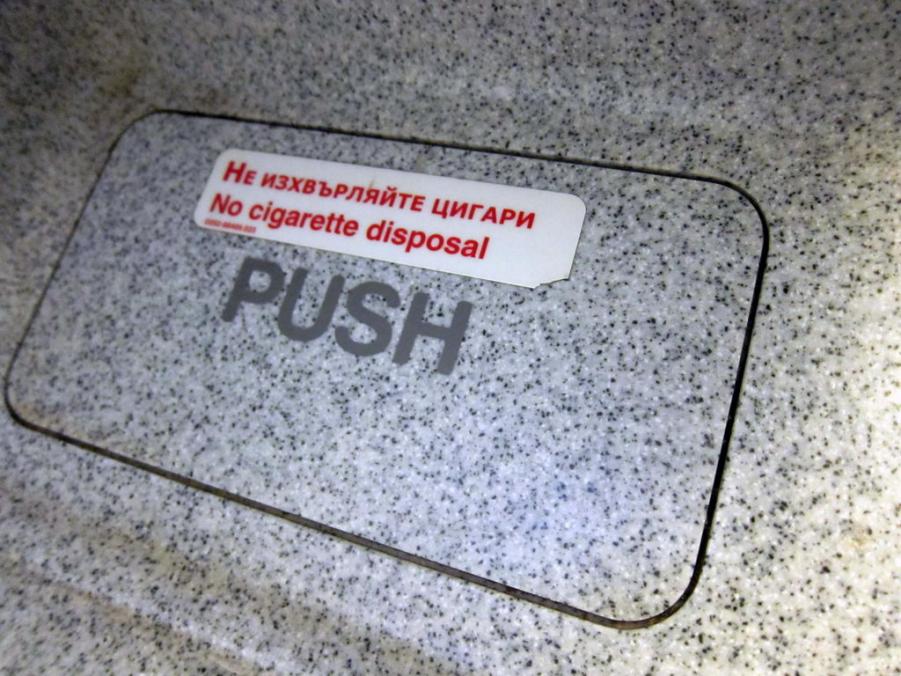 Не изхвърляйте цигари
No cigarette disposal
PUSH